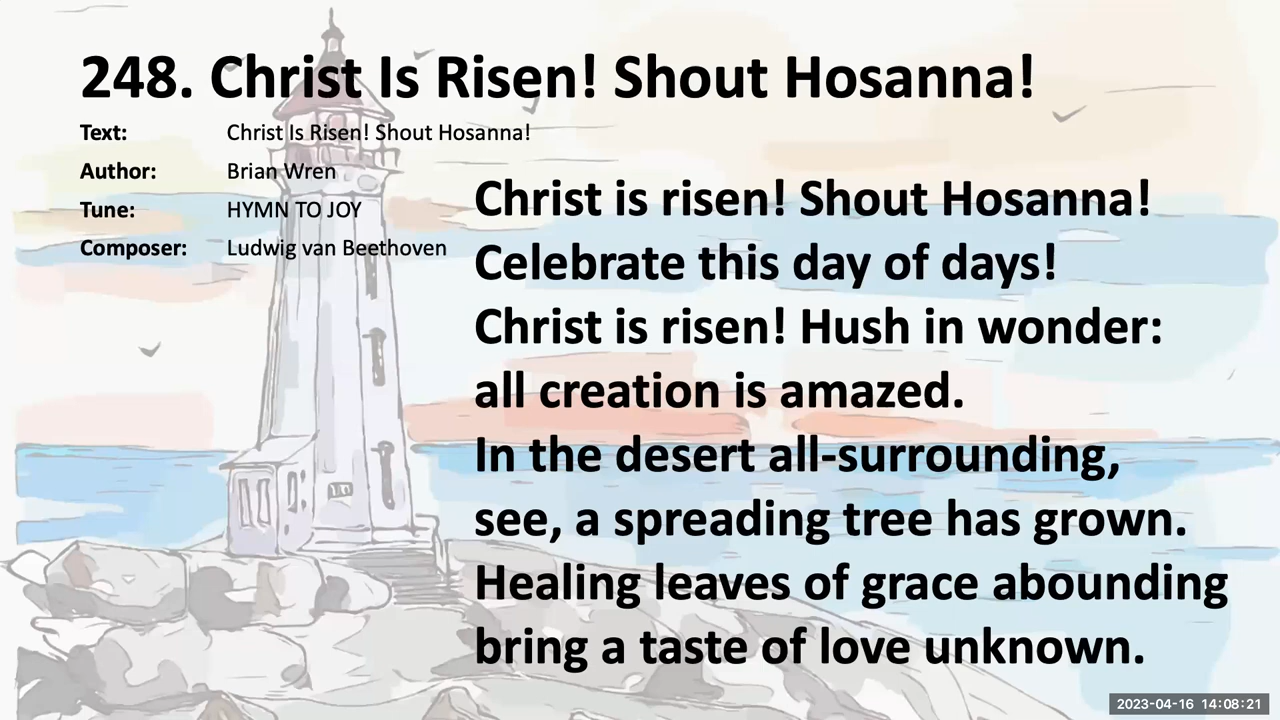 248. Christ Is Risen! Shout Hosanna!
Text: Christ Is Risen! Shout Hosanna!
Author: Brian Wren
Tune: HYMN TO JOY
Composer: Ludwig van Beethoven
Christ is risen! Shout Hosanna!
Celebrate this day of days!
Christ is risen! Hush in wonder:
all creation is amazed.
In the desert all-surrounding,
see, a spreading tree has grown.
Healing leaves of grace abounding
bring a taste of love unknown.
2023-04-16 14:08:21